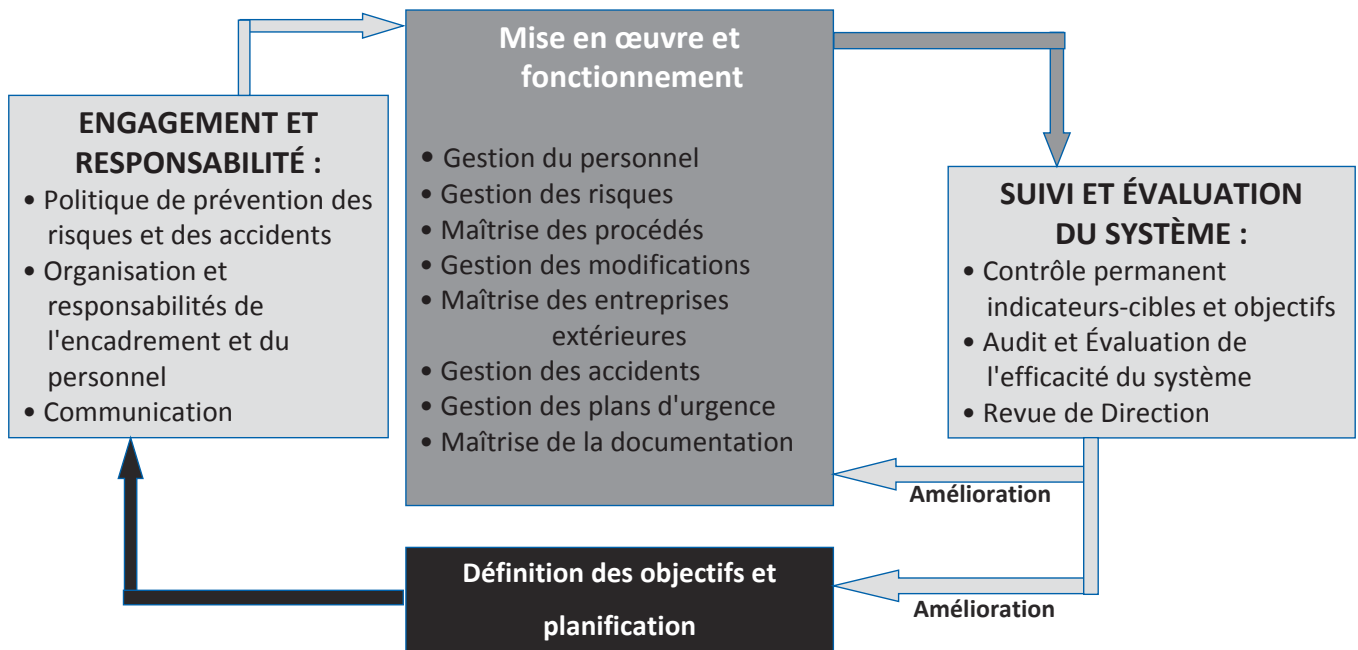 ENGAGEMENT ET
RESPONSABILITÉ :
• Politique de prévention des
risques et des accidents
• Organisation et
responsabilités de
l'encadrement et du
personnel
• Communication
Mise en œuvre et
fonctionnement
• Gestion du personnel
• Gestion des risques
• Maîtrise des procédés
• Gestion des modifications
• Maîtrise des entreprises
extérieures
• Gestion des accidents
• Gestion des plans d'urgence
• Maîtrise de la documentation
SUIVI ET ÉVALUATION
DU SYSTÈME :
• Contrôle permanent
indicateurs-cibles et objectifs
• Audit et Évaluation de
l'efficacité du système
• Revue de Direction
Amélioration
Définition des objectifs et
planification
Amélioration